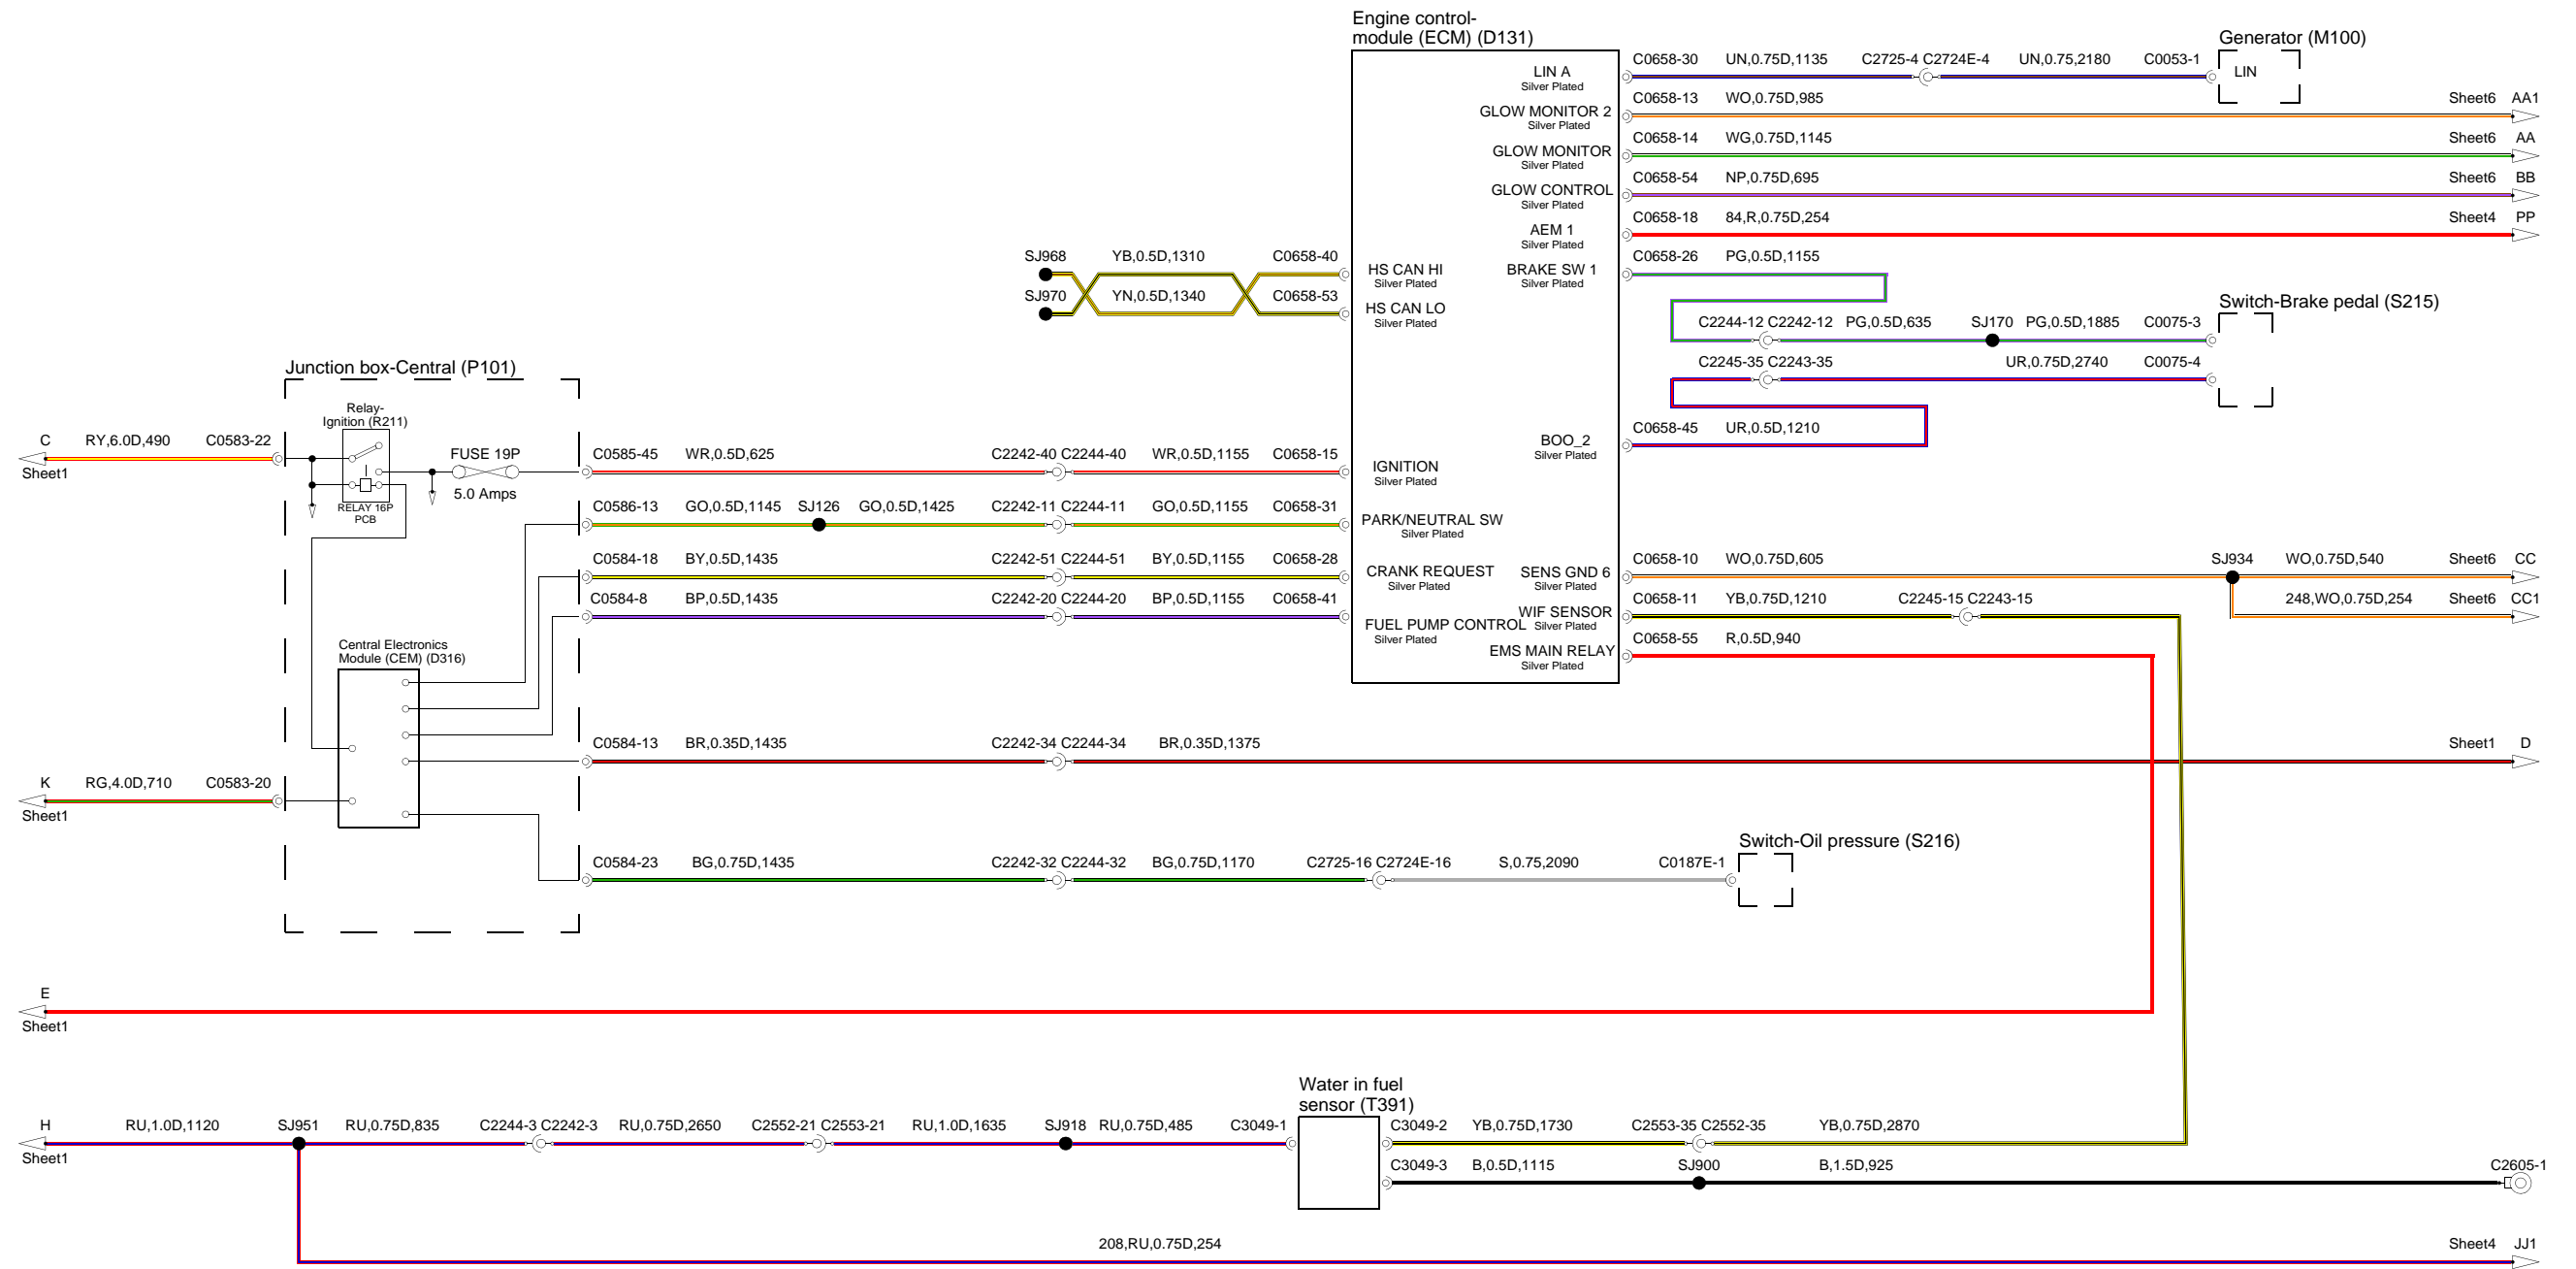 Engine control-
module (ECM) (D131)
Generator (M100)
LIN A
Silver Plated
C0658-30 UN,0.75D,1135 C2725-4 C2724E-4 UN,0.75,2180 C0053-1
LIN
GLOW MONITOR 2
Silver Plated
C0658-13 WO,0.75D,985 Sheet6 AA1
GLOW MONITOR
Silver Plated
C0658-14 WG,0.75D,1145 Sheet6 AA
GLOW CONTROL
Silver Plated
C0658-54 NP,0.75D,695 Sheet6 BB
AEM 1
Silver Plated
C0658-18 84,R,0.75D,254 Sheet4 PP
SJ968 YB,0.5D,1310 C0658-40
HS CAN HI
Silver Plated
BRAKE SW 1
Silver Plated
C0658-26 PG,0.5D,1155
SJ970 YN,0.5D,1340 C0658-53
HS CAN LO
Silver Plated
Switch-Brake pedal (S215)
C2244-12 C2242-12 PG,0.5D,635 SJ170 PG,0.5D,1885 C0075-3
C2245-35 C2243-35 UR,0.75D,2740 C0075-4
BOO_2
Silver Plated
C0658-45 UR,0.5D,1210
Junction box-Central (P101)
Relay-
Ignition (R211)
C RY,6.0D,490 C0583-22
Sheet1
FUSE 19P
5.0 Amps
RELAY 16P
PCB
C0585-45 WR,0.5D,625 C2242-40 C2244-40 WR,0.5D,1155 C0658-15
IGNITION
Silver Plated
C0586-13 GO,0.5D,1145 SJ126 GO,0.5D,1425 C2242-11 C2244-11 GO,0.5D,1155 C0658-31
PARK/NEUTRAL SW
Silver Plated
C0584-18 BY,0.5D,1435 C2242-51 C2244-51 BY,0.5D,1155 C0658-28
CRANK REQUEST
Silver Plated
SENS GND 6
Silver Plated
C0658-10 WO,0.75D,605 SJ934 WO,0.75D,540 Sheet6 CC
C0584-8 BP,0.5D,1435 C2242-20 C2244-20 BP,0.5D,1155 C0658-41
FUEL PUMP CONTROL
Silver Plated
WIF SENSOR
Silver Plated
C0658-11 YB,0.75D,1210 C2245-15 C2243-15 248,WO,0.75D,254 Sheet6 CC1
EMS MAIN RELAY
Silver Plated
C0658-55 R,0.5D,940
Central Electronics
Module (CEM) (D316)
C0584-13 BR,0.35D,1435 C2242-34 C2244-34 BR,0.35D,1375 Sheet1 D
K RG,4.0D,710 C0583-20
Sheet1
Switch-Oil pressure (S216)
C0584-23 BG,0.75D,1435 C2242-32 C2244-32 BG,0.75D,1170 C2725-16 C2724E-16 S,0.75,2090 C0187E-1
E
Sheet1
Water in fuel
sensor (T391)
H RU,1.0D,1120 SJ951 RU,0.75D,835 C2244-3 C2242-3 RU,0.75D,2650 C2552-21 C2553-21 RU,1.0D,1635 SJ918 RU,0.75D,485 C3049-1
Sheet1
C3049-2 YB,0.75D,1730 C2553-35 C2552-35 YB,0.75D,2870
C3049-3 B,0.5D,1115 SJ900 B,1.5D,925 C2605-1
208,RU,0.75D,254 Sheet4 JJ1